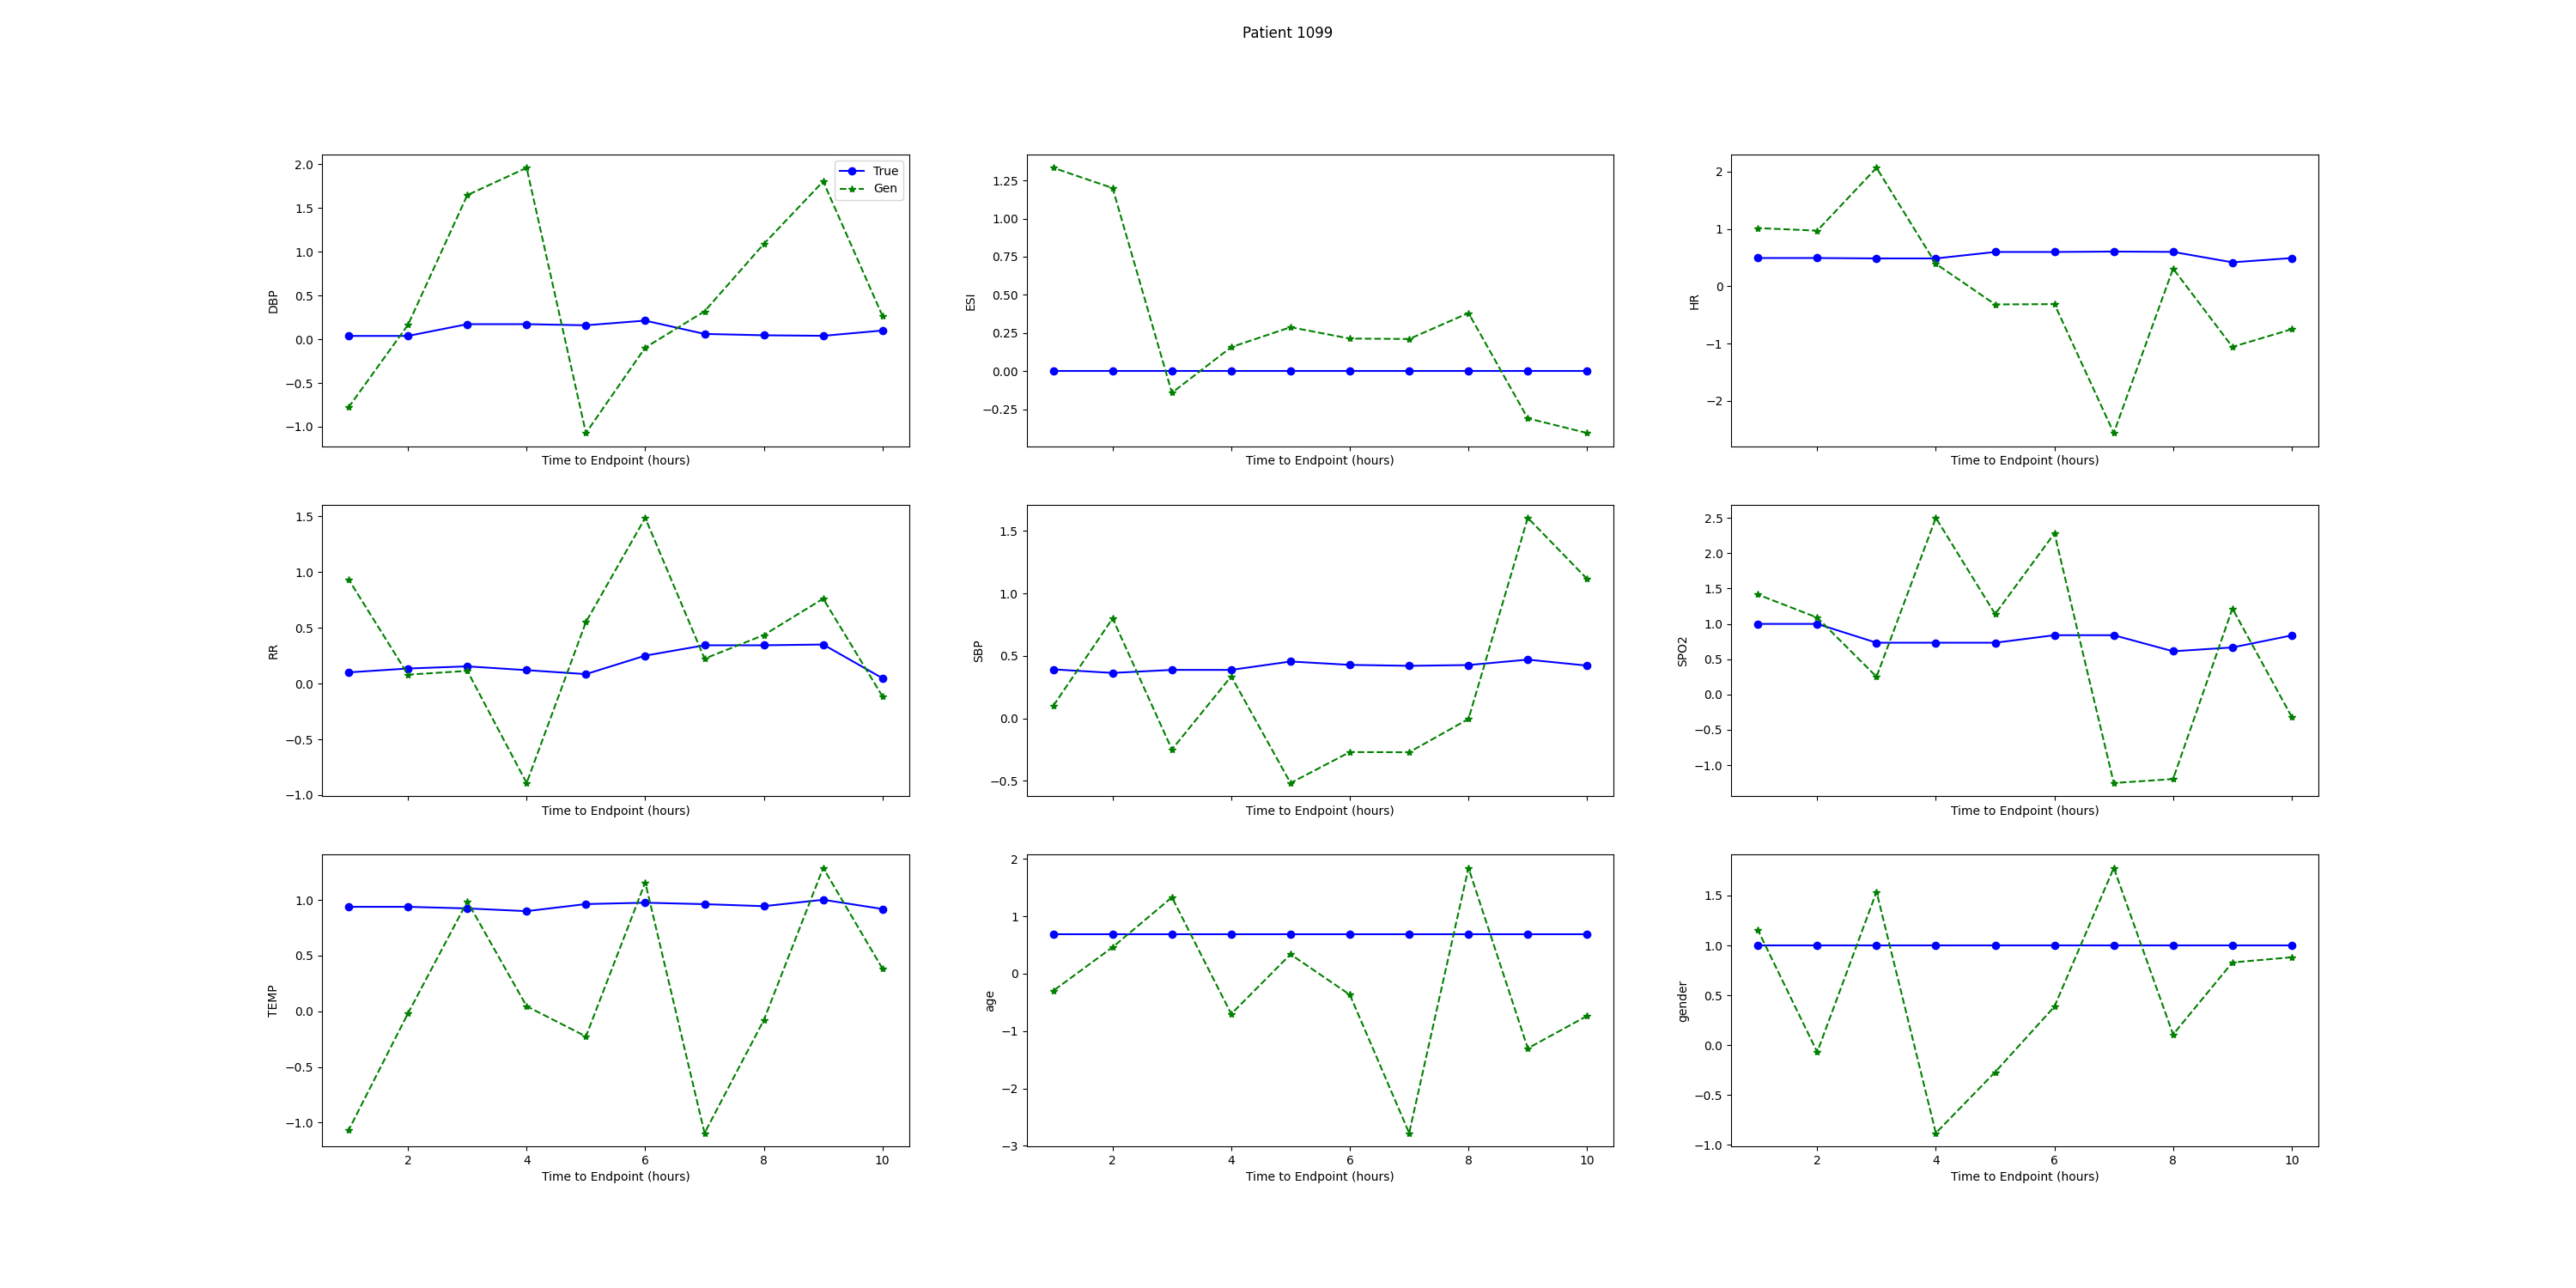 Patient 1099
2.0
1.5
1.0
0.5
0.0
−0.5
−1.0
DBP
True
Gen
Time to Endpoint (hours)
1.25
1.00
0.75
0.50
0.25
0.00
−0.25
ESI
Time to Endpoint (hours)
2
1
0
−1
−2
HR
Time to Endpoint (hours)
1.5
1.0
0.5
0.0
−0.5
−1.0
RR
Time to Endpoint (hours)
1.5
1.0
0.5
0.0
−0.5
SBP
Time to Endpoint (hours)
2.5
2.0
1.5
1.0
0.5
0.0
−0.5
−1.0
SPO2
Time to Endpoint (hours)
1.0
0.5
0.0
−0.5
−1.0
TEMP
2 4 6 8 10
Time to Endpoint (hours)
2
1
0
−1
−2
−3
age
2 4 6 8 10
Time to Endpoint (hours)
1.5
1.0
0.5
0.0
−0.5
−1.0
gender
2 4 6 8 10
Time to Endpoint (hours)